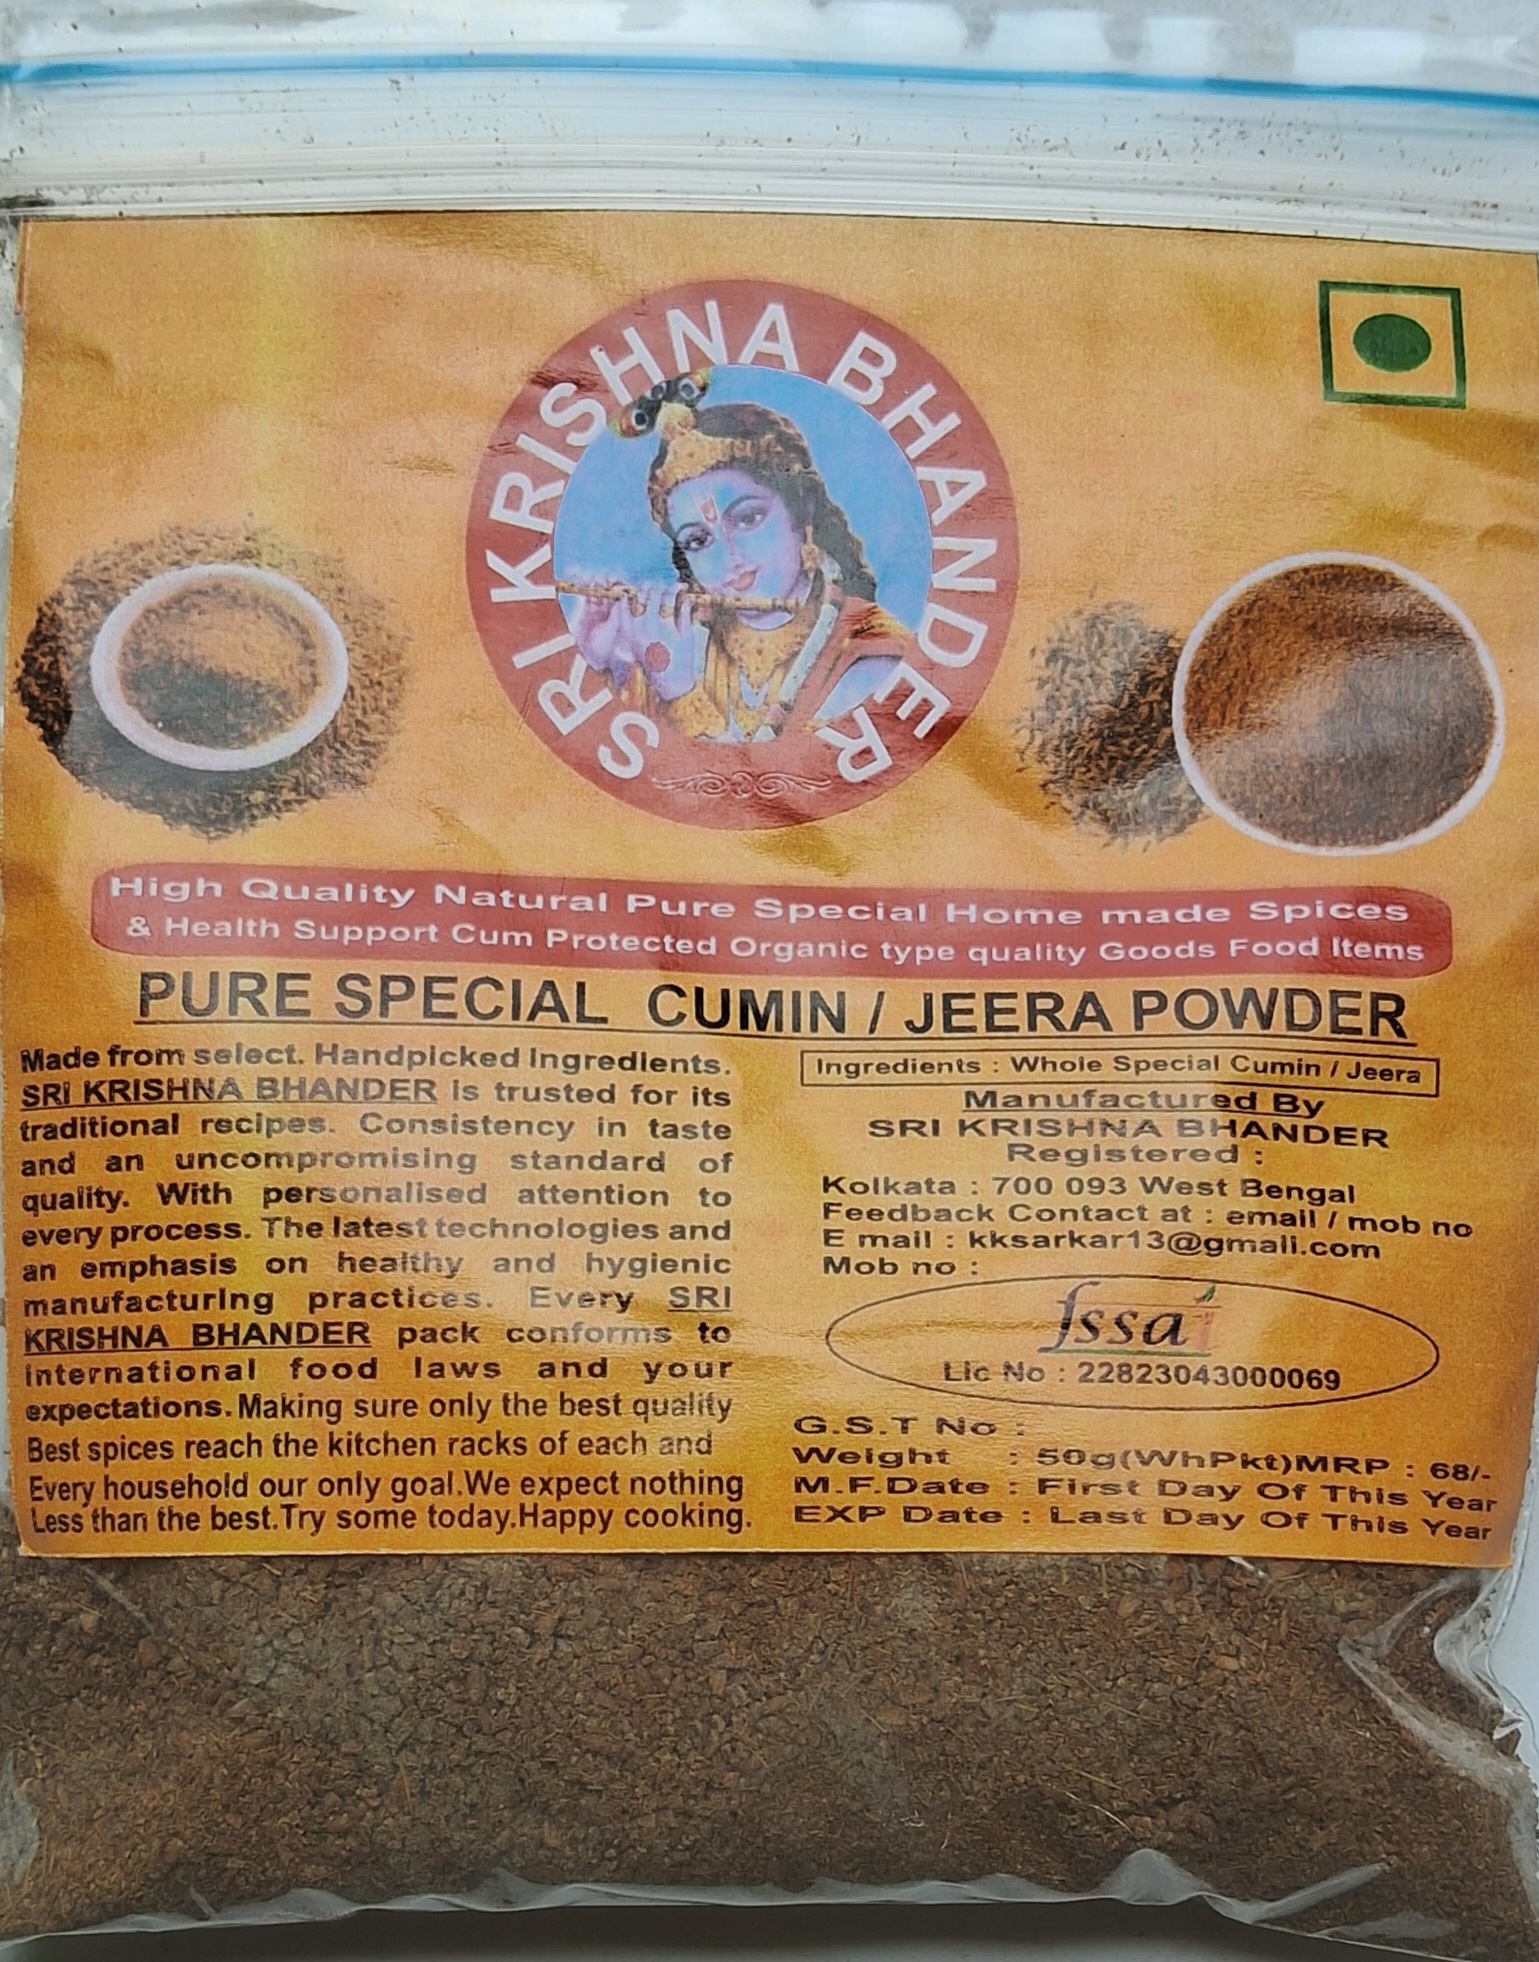 SRI KRISHNA BHANDER
High Quality Natural Pure Special Home made Spices
& Health Support Cum Protected Organic type quality Goods Food Items
PURE SPECIAL CUMIN / JEERA POWDER
Made from select. Handpicked Ingredients.
SRI KRISHNA BHANDER is trusted for its
traditional recipes. Consistency in taste
and an uncompromising standard of
quality. With personalised attention to
every process. The latest technologies and
an emphasis on healthy and hygienic
manufacturing practices. Every SRI
KRISHNA BHANDER pack conforms to
international food laws and your
expectations. Making sure only the best quality
Best spices reach the kitchen racks of each and
Every household our only goal.We expect nothing
Less than the best.Try some today.Happy cooking.
Ingredients : Whole Special Cumin / Jeera
Manufactured By
SRI KRISHNA BHANDER
Registered :
Kolkata : 700 093 West Bengal
Feedback Contact at : email / mob no
E mail : kksarkar13@gmail.com
Mob no :
fssai
Lic No : 22823043000069
G.S.T No :
Weight : 50g(WhPkt)MRP : 68/-
M.F.Date : First Day Of This Year
EXP Date : Last Day Of This Year